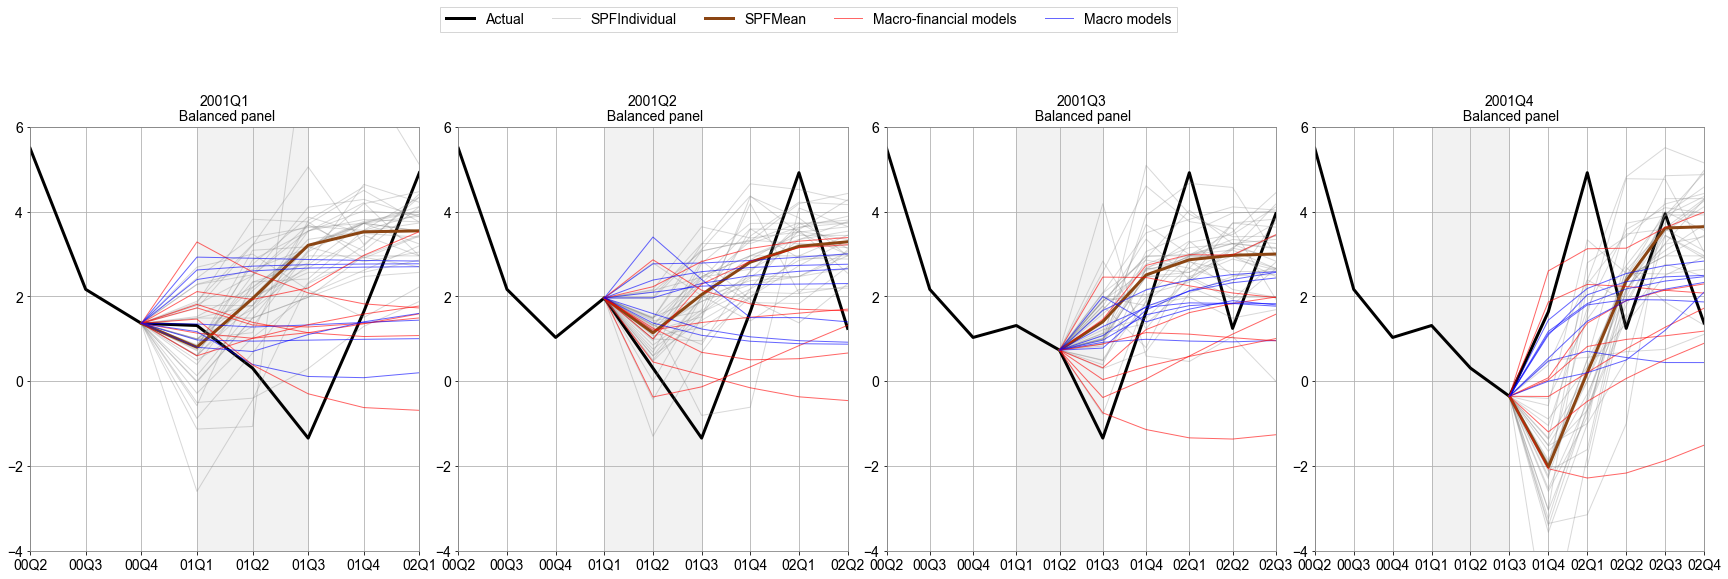 Actual SPFIndividual SPFMean Macro-financial models Macro models
2001Q1
Balanced panel
6
4
2
0
−2
−4
00Q2 00Q3 00Q4 01Q1 01Q2 01Q3 01Q4 02Q1
2001Q2
Balanced panel
6
4
2
0
−2
−4
00Q2 00Q3 00Q4 01Q1 01Q2 01Q3 01Q4 02Q1 02Q2
2001Q3
Balanced panel
6
4
2
0
−2
−4
00Q2 00Q3 00Q4 01Q1 01Q2 01Q3 01Q4 02Q1 02Q2 02Q3
2001Q4
Balanced panel
6
4
2
0
−2
−4
00Q2 00Q3 00Q4 01Q1 01Q2 01Q3 01Q4 02Q1 02Q2 02Q3 02Q4